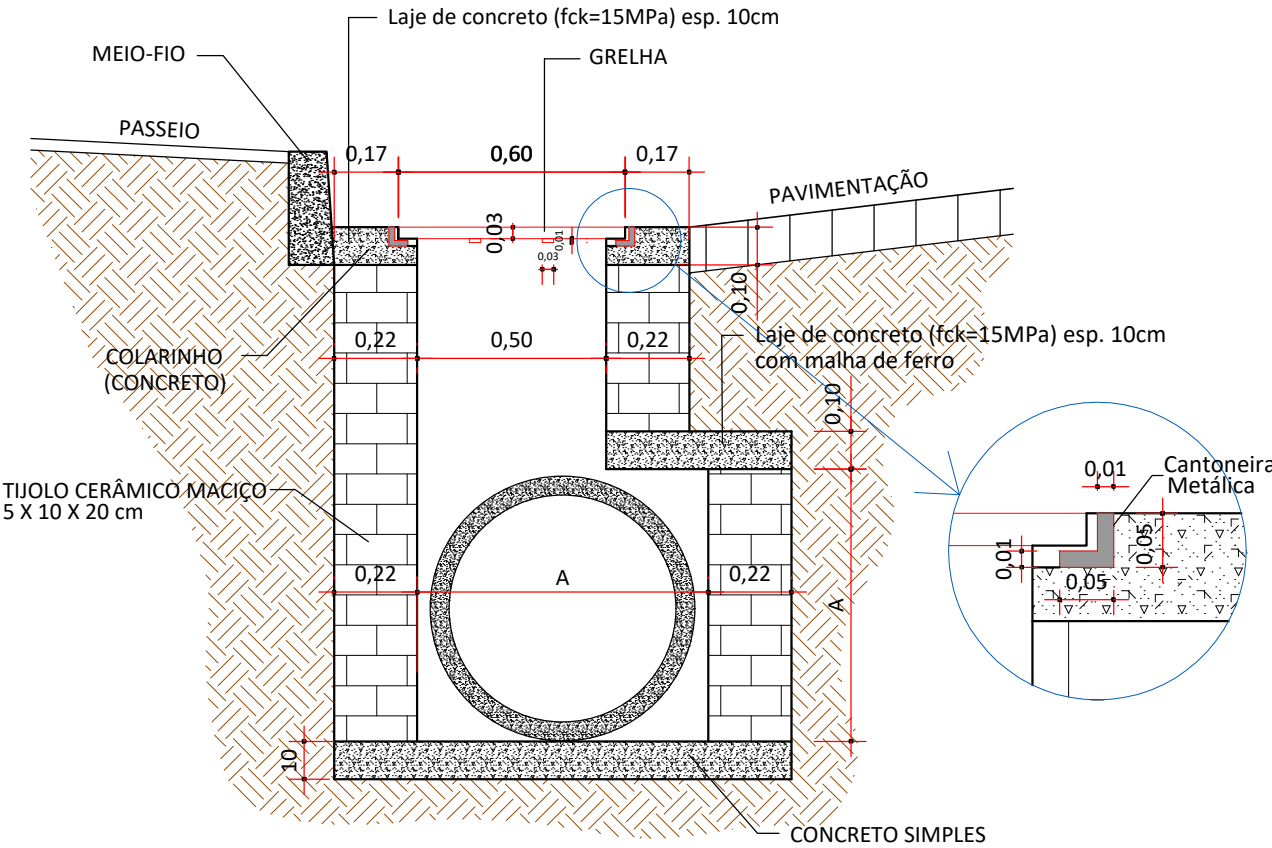 Laje de concreto (fck=15MPa) esp. 10cm
MEIO-FIO
GRELHA
PASSEIO
0,17
0,60
0,17
PAVIMENTAÇÃO
0,03
0,01
0,03
0,10
0,22
0,50
0,22
Laje de concreto (fck=15MPa) esp. 10cm
com malha de ferro
COLARINHO
(CONCRETO)
0,10
TIJOLO CERÂMICO MACIÇO
5 X 10 X 20 cm
0,01
Cantoneira
Metálica
0,01
0,05
0,05
0,22
A
0,22
A
10
CONCRETO SIMPLES